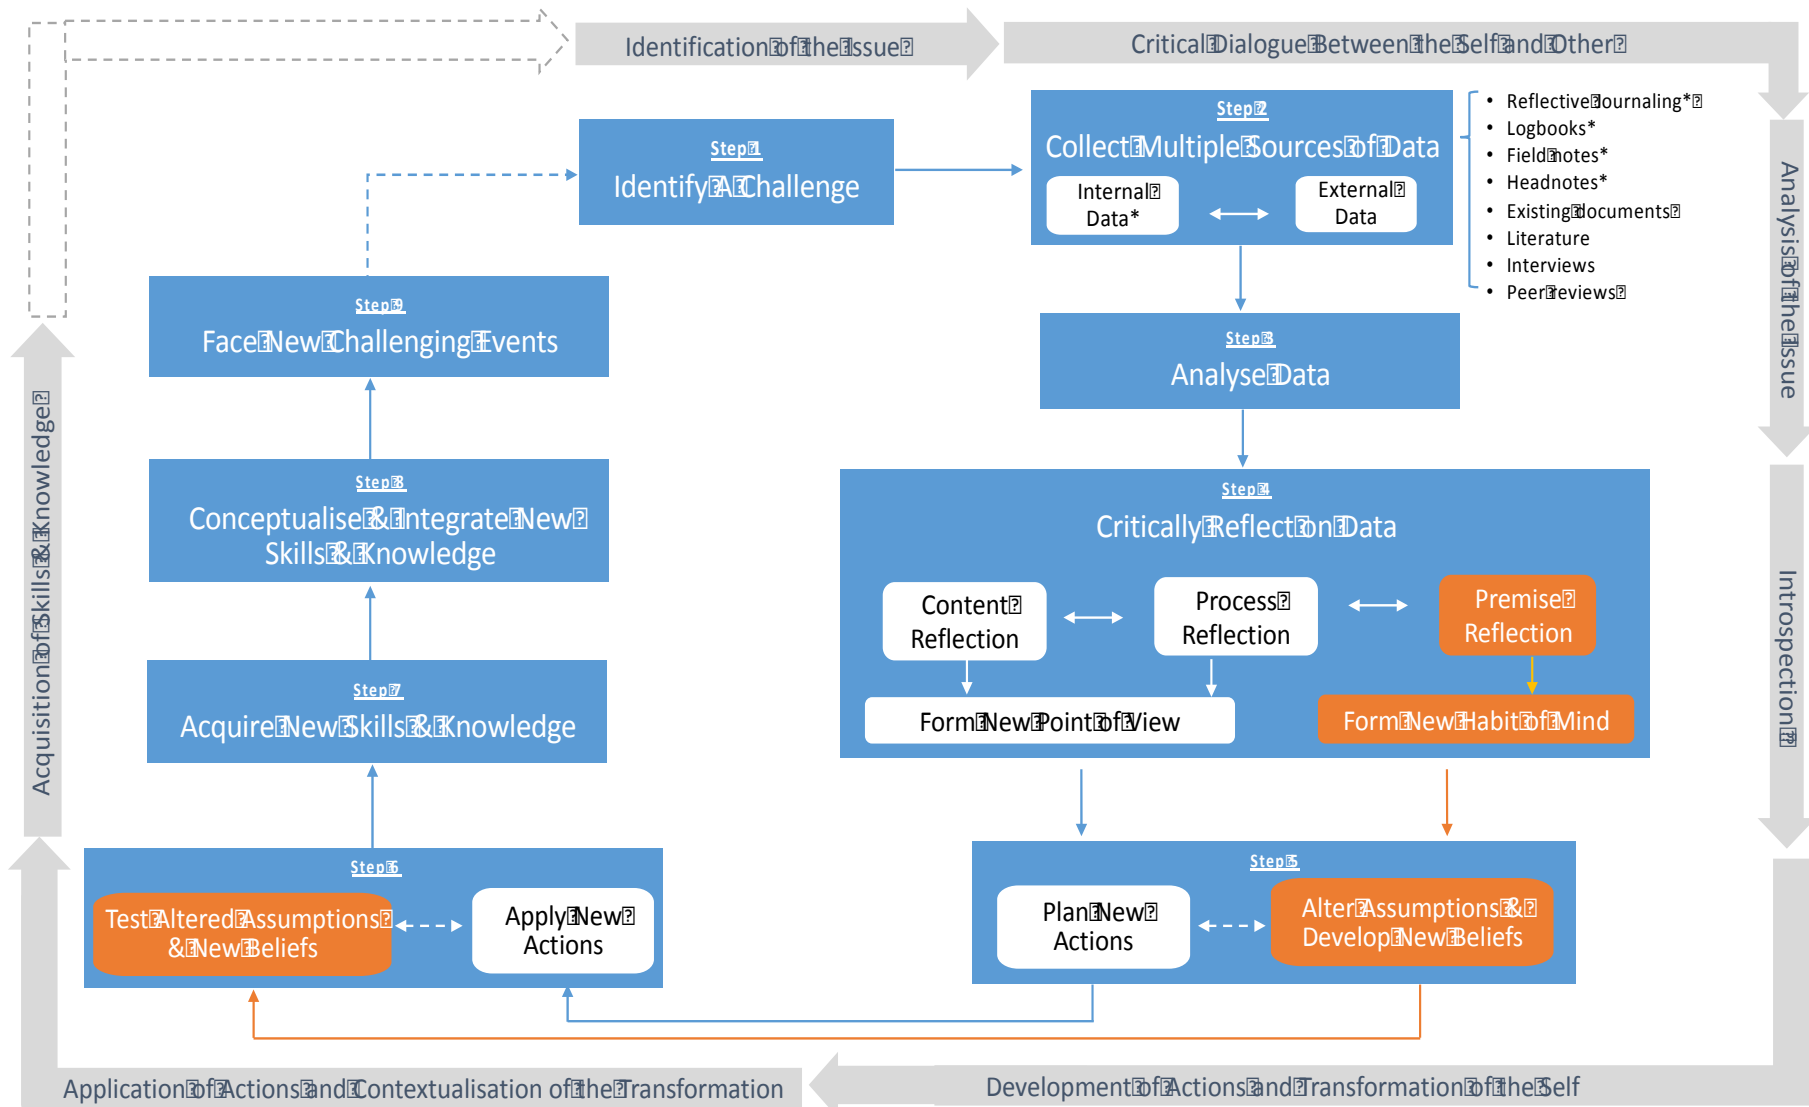 Identification of the Issue
Critical Dialogue Between the Self and Other
Step 2
Collect Multiple Sources of Data
Internal
Data*
External
Data
• Reflective Journaling*
• Logbooks*
• Field notes*
• Headnotes*
• Existing documents
• Literature
• Interviews
• Peer reviews
Step 1
Identify A Challenge
Analysis of the Issue
Step 9
Face New Challenging Events
Step 3
Analyse Data
Acquisition of Skills & Knowledge
Step 8
Conceptualise & Integrate New
Skills & Knowledge
Step 4
Critically Reflect on Data
Content
Reflection
Process
Reflection
Premise
Reflection
Form New Point of View
Form New Habit of Mind
Introspection
Step 7
Acquire New Skills & Knowledge
Step 6
Test Altered Assumptions
& New Beliefs
Apply New
Actions
Step 5
Plan New
Actions
Alter Assumptions &
Develop New Beliefs
Application of Actions and Contextualisation of the Transformation
Development of Actions and Transformation of the Self